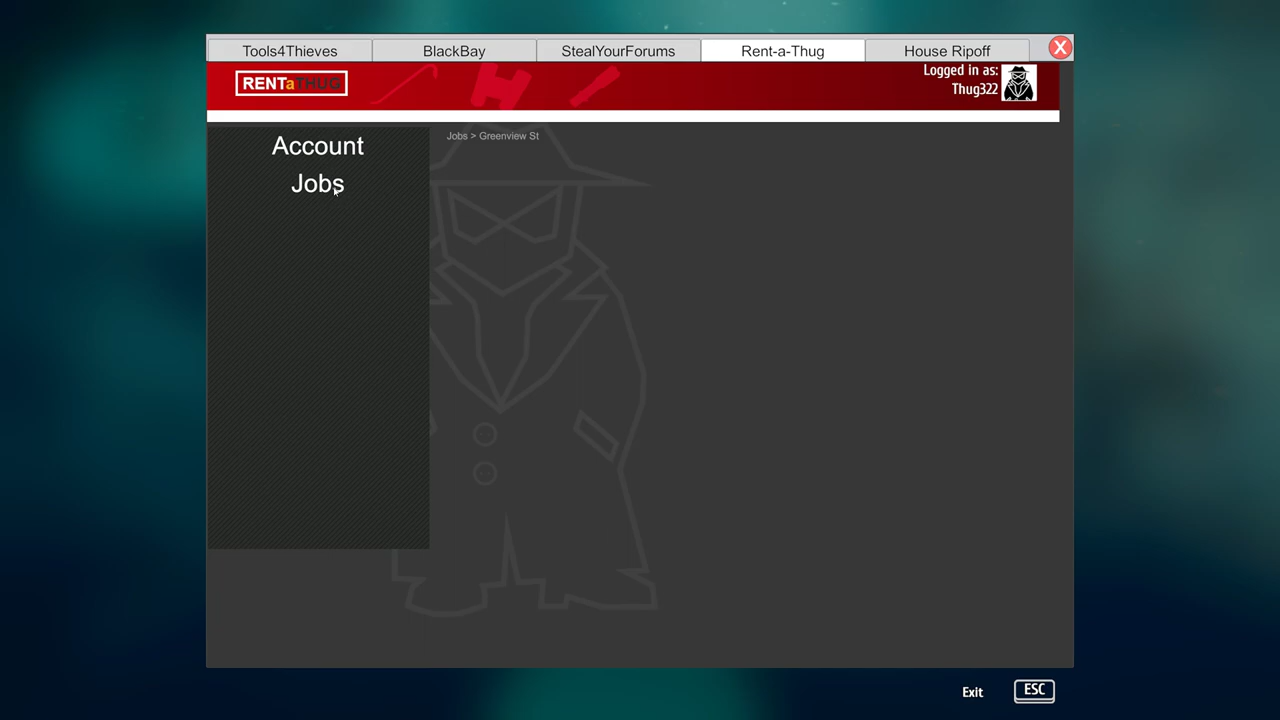 Tools4Thieves
BlackBay
StealYourForums
Rent-a-Thug
House Ripoff
X
RENTaTHUG
Logged in as:
Thug322
Account
Jobs
Jobs > Greenview St
Exit
ESC